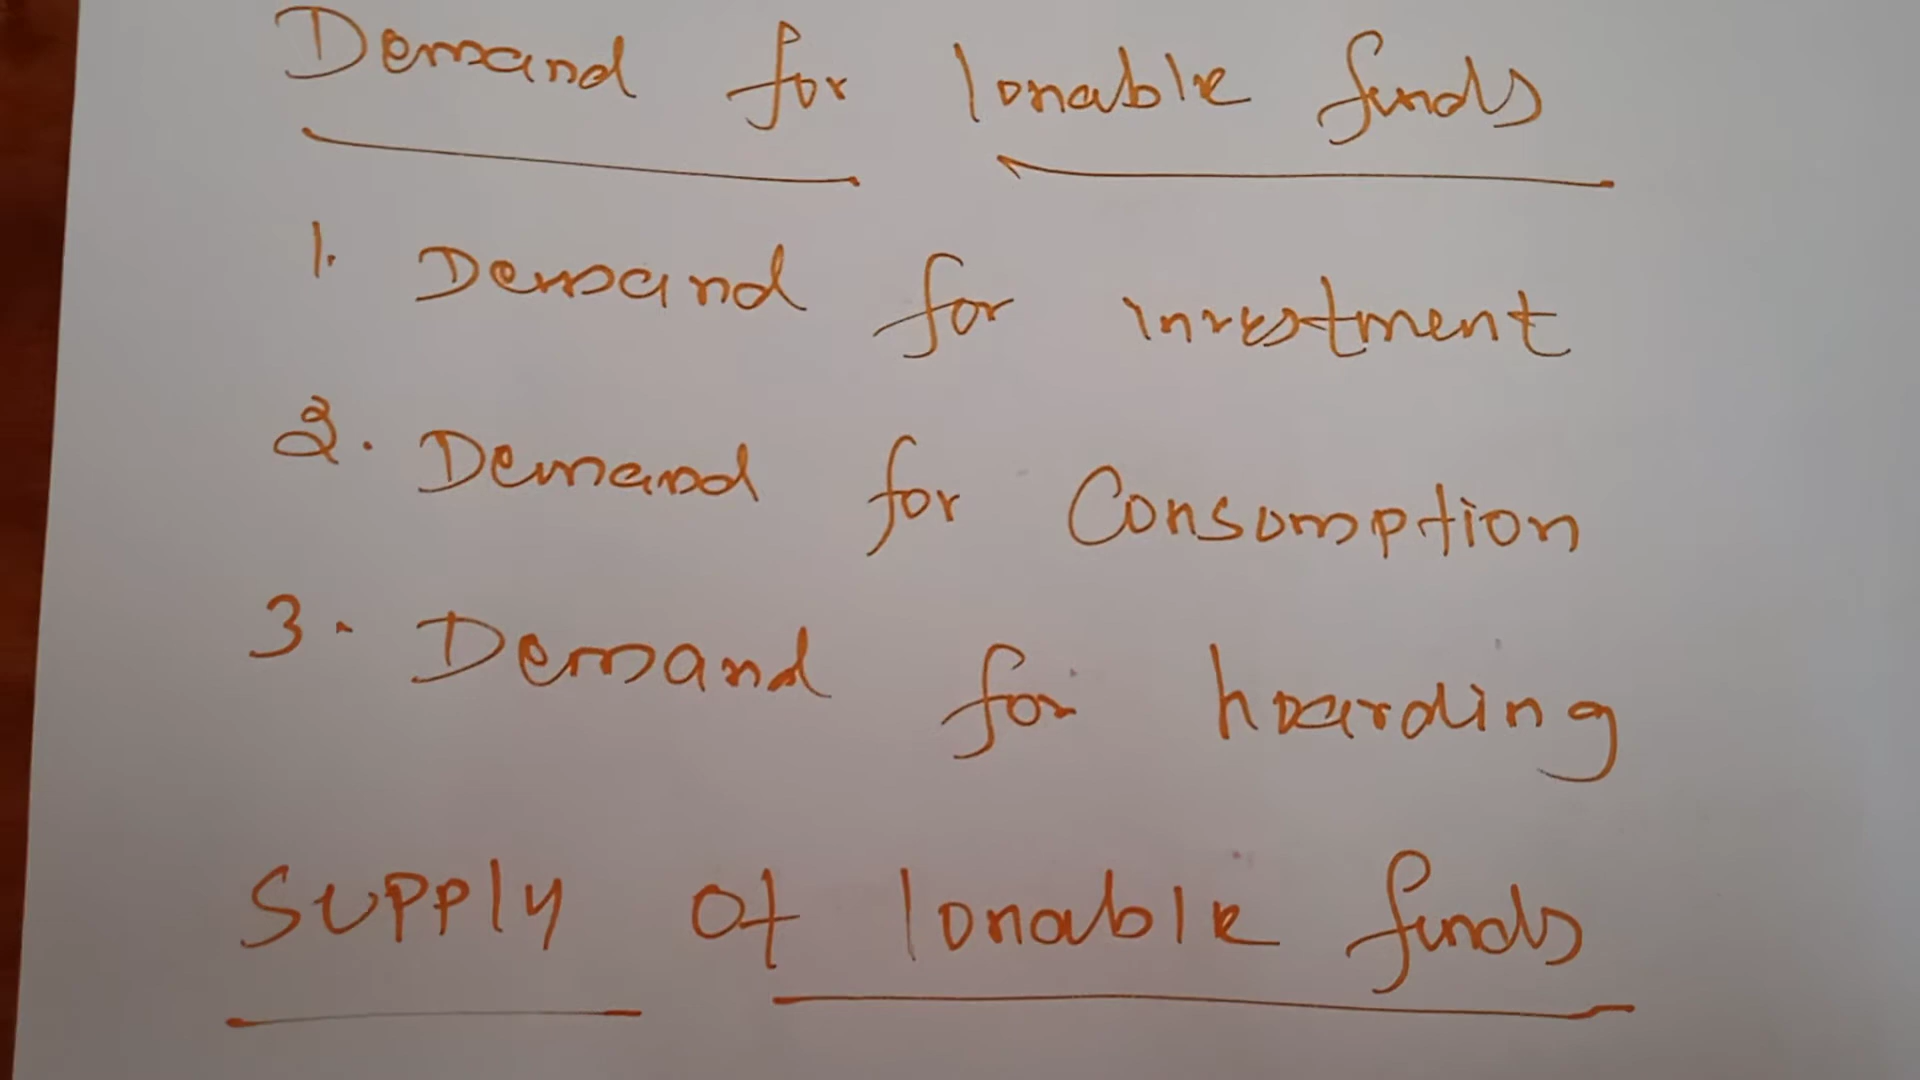 Demand for lonable funds
1. Demand for investment
2. Demand for Consumption
3. Demand for hoarding
Supply of lonable funds